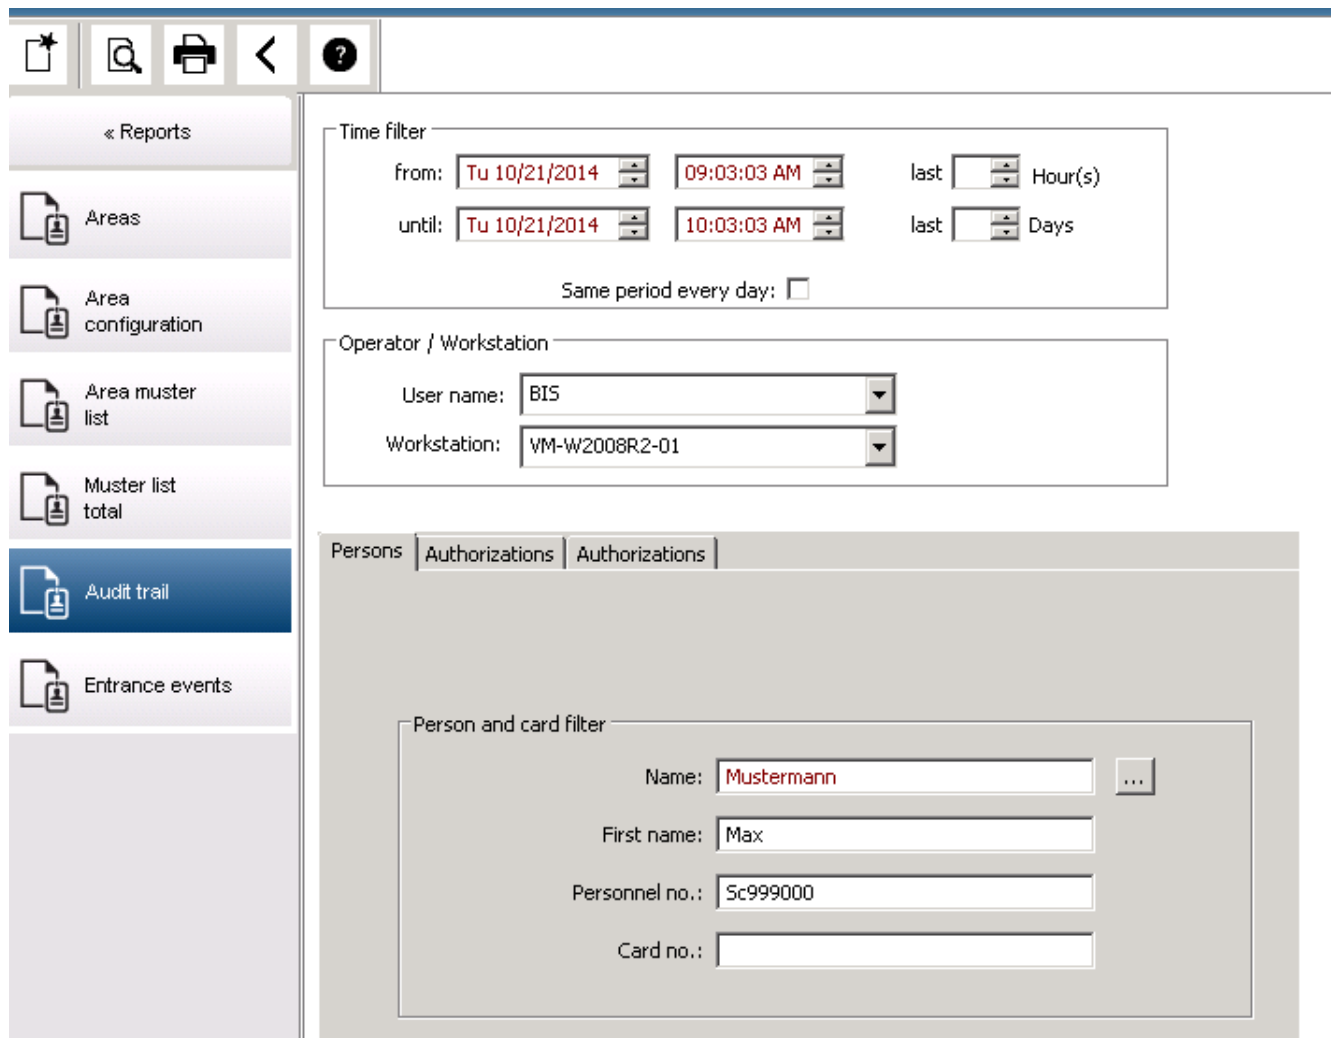 ?
« Reports
Areas
Area
configuration
Area muster
list
Muster list
total
Audit trail
Entrance events
Time filter
from: Tu 10/21/2014 09:03:03 AM last Hour(s)
until: Tu 10/21/2014 10:03:03 AM last Days
Same period every day:
Operator / Workstation
User name: BIS
Workstation: VM-W2008R2-01
Persons Authorizations Authorizations
Person and card filter
Name: Mustermann ...
First name: Max
Personnel no.: Sc999000
Card no.: